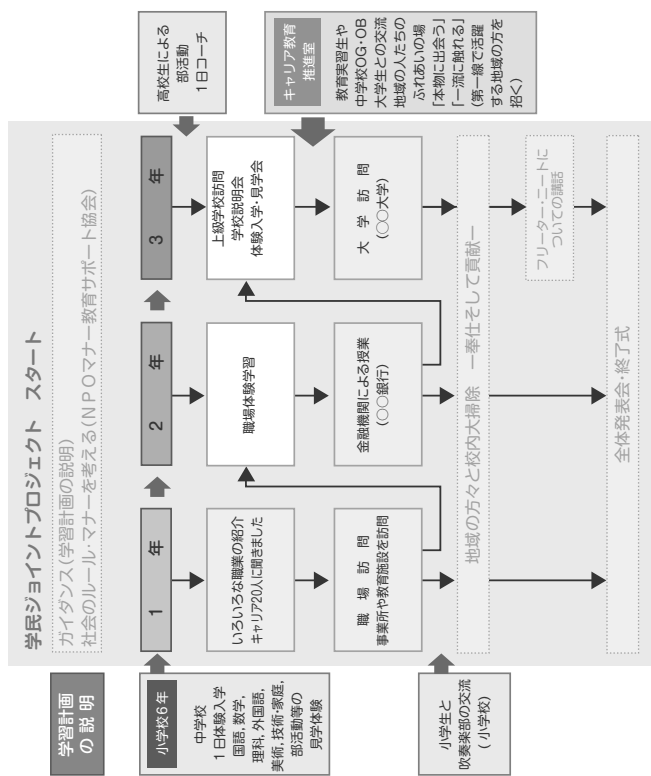 学習計画
の説明
学民ジョイントプロジェクト　スタート
ガイダンス(学習計画の説明)
社会のルール・マナーを考える(NPOマナー教育サポート協会)
小学校6年
中学校
1日体験入学
国語,数学,
理科,外国語,
美術,技術・家庭,
部活動等の
見学体験
1　年
2　年
3　年
高校生による
部活動
1日コーチ
いろいろな職業の紹介
キャリア20人に聞きました
職場体験学習
上級学校訪問
学校説明会
体験入学・見学会
キャリア教育
推進室
教育実習生や
中学校OG・OB
大学生との交流
地域の人たちの
ふれあいの場
「本物に出会う」
「一流に触れる」
(第一線で活躍
する地域の方を
招く)
職場訪問
事業所や教育施設を訪問
金融機関による授業
(○○銀行)
大学訪問
(○○大学)
小学生と
吹奏楽部の交流
(小学校)
地域の方々と校内大掃除　ー奉仕そして貢献ー
フリーター・ニートに
ついての講話
全体発表会・終了式